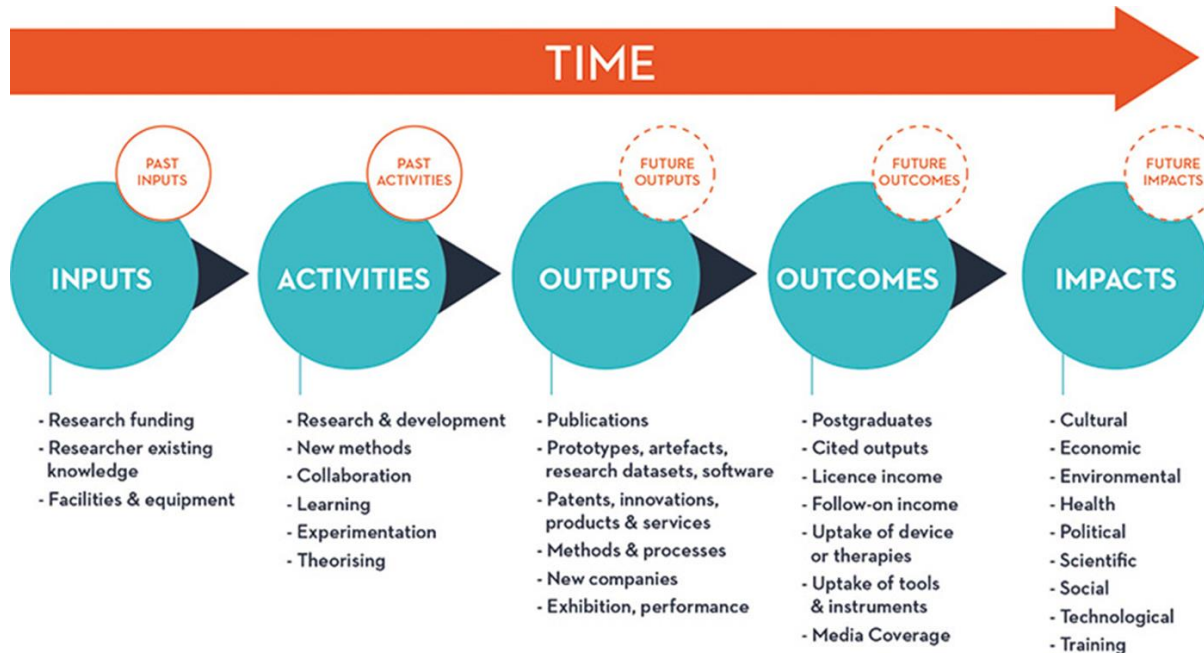 TIME
PAST
INPUTS
PAST
ACTIVITIES
FUTURE
OUTPUTS
FUTURE
OUTCOMES
FUTURE
IMPACTS
INPUTS
ACTIVITIES
OUTPUTS
OUTCOMES
IMPACTS
- Research funding
- Researcher existing
knowledge
- Facilities & equipment
- Research & development
- New methods
- Collaboration
- Learning
- Experimentation
- Theorising
- Publications
- Prototypes, artefacts,
research datasets, software
- Patents, innovations,
products & services
- Methods & processes
- New companies
- Exhibition, performance
- Postgraduates
- Cited outputs
- Licence income
- Follow-on income
- Uptake of device
or therapies
- Uptake of tools
& instruments
- Media Coverage
- Cultural
- Economic
- Environmental
- Health
- Political
- Scientific
- Social
- Technological
- Training